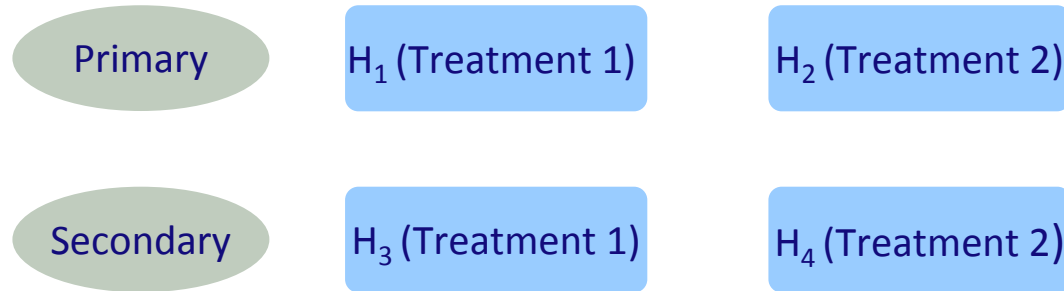 Primary
H₁ (Treatment 1)
H₂ (Treatment 2)
Secondary
H₃ (Treatment 1)
H₄ (Treatment 2)